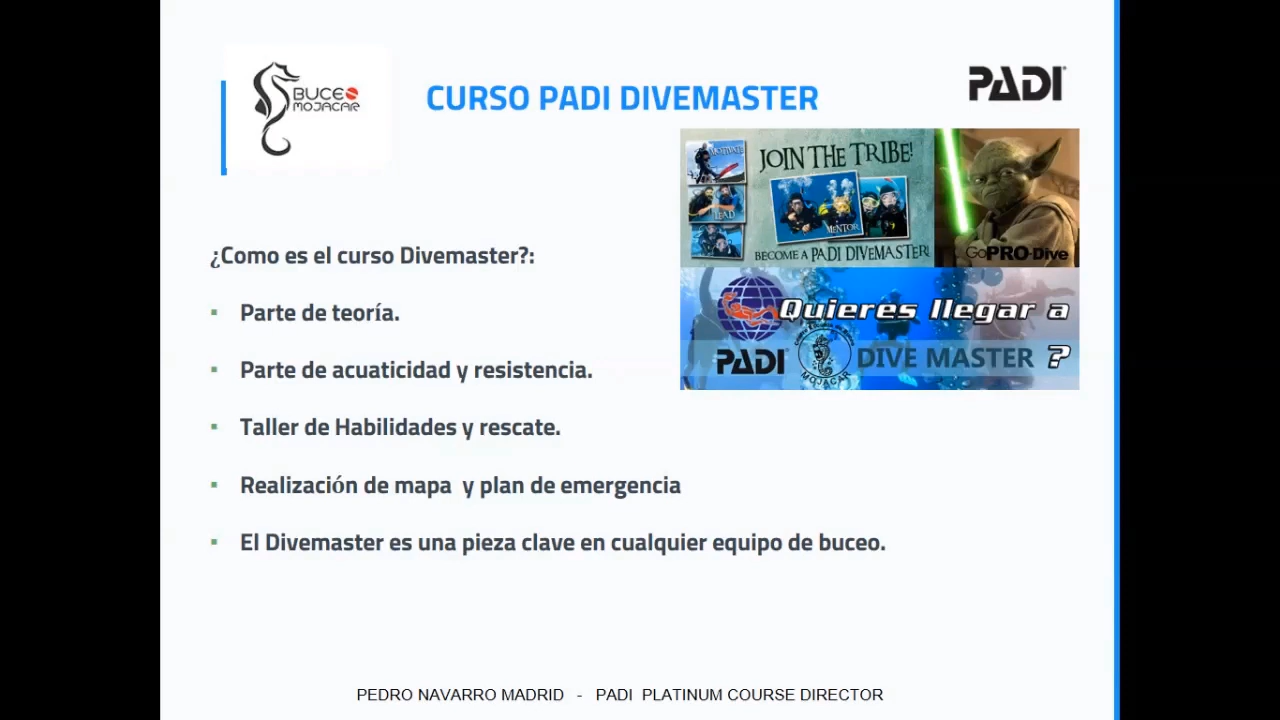 BUCEO
MOJACAR
CURSO PADI DIVEMASTER
PADI
MOTIVATE
LEAD
JOIN THE TRIBE!
MENTOR
BECOME A PADI DIVEMASTER!
GoPRO-Dive
Quieres llegar a
PADI DIVE MASTER ?
MOJACAR
¿Como es el curso Divemaster?:
▪ Parte de teoría.
▪ Parte de acuaticidad y resistencia.
▪ Taller de Habilidades y rescate.
▪ Realización de mapa y plan de emergencia
▪ El Divemaster es una pieza clave en cualquier equipo de buceo.
PEDRO NAVARRO MADRID - PADI PLATINUM COURSE DIRECTOR